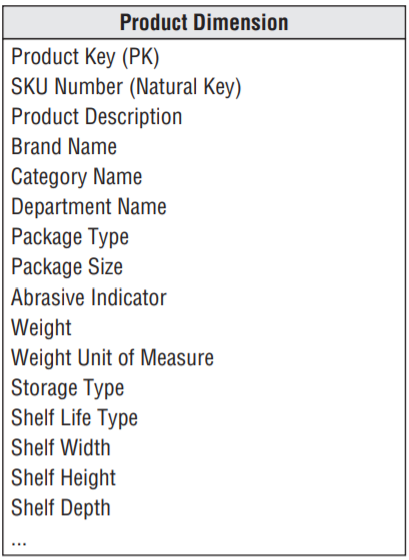 Product Dimension
Product Key (PK)
SKU Number (Natural Key)
Product Description
Brand Name
Category Name
Department Name
Package Type
Package Size
Abrasive Indicator
Weight
Weight Unit of Measure
Storage Type
Shelf Life Type
Shelf Width
Shelf Height
Shelf Depth
...